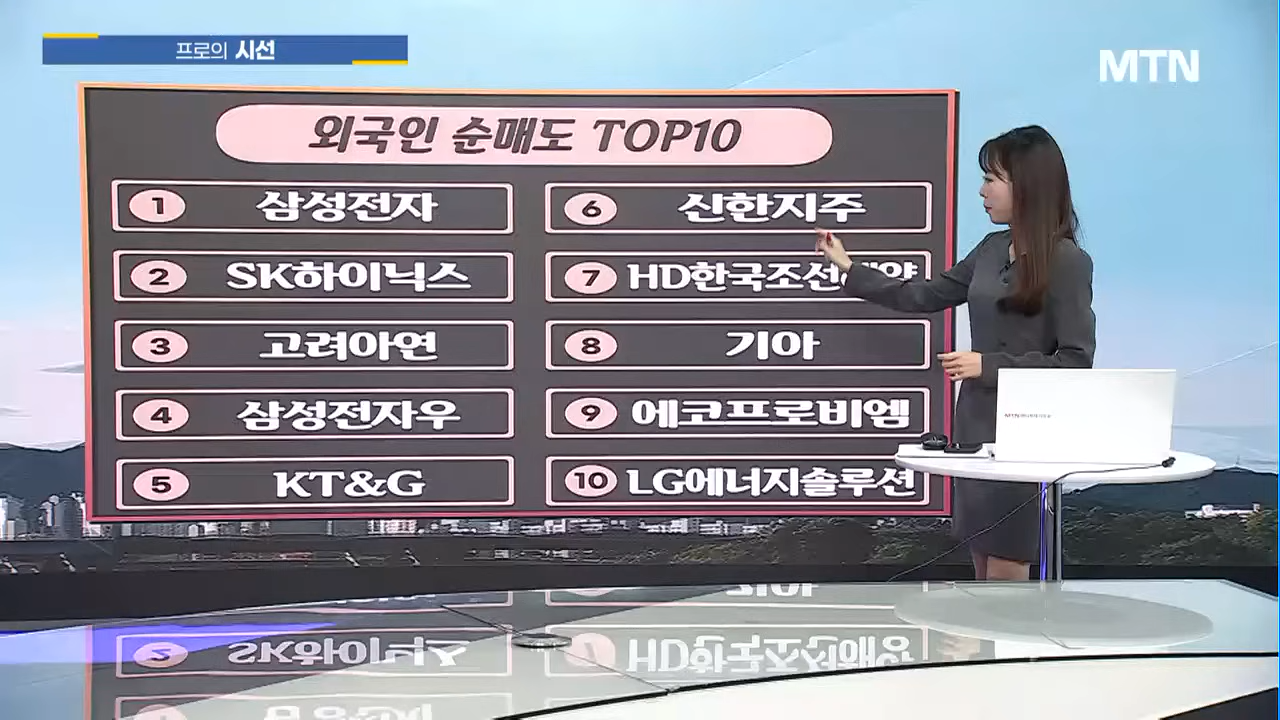 프로의 시선
MTN
외국인 순매도 TOP10
1 삼성전자
2 SK하이닉스
3 고려아연
4 삼성전자우
5 KT&G
6 신한지주
7 HD한국조선해양
8 기아
9 에코프로비엠
10 LG에너지솔루션